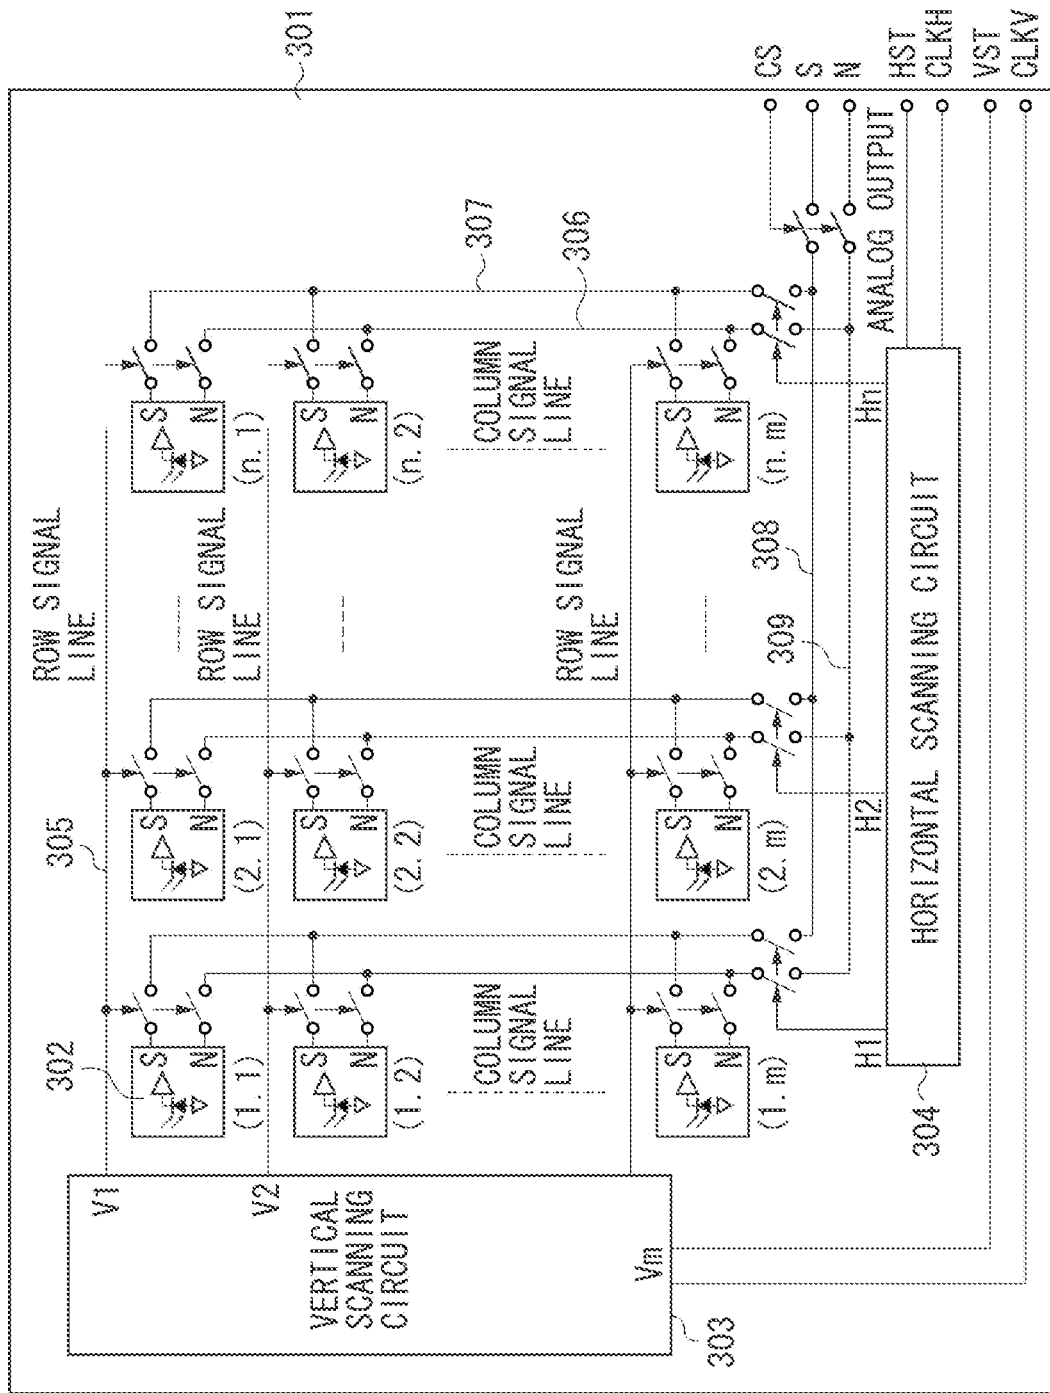 301
305
302
307
306
ROW SIGNAL
LINE
ROW SIGNAL
LINE
ROW SIGNAL
LINE
V1
V2
Vm
VERTICAL
SCANNING
CIRCUIT
303
S
N
(1. 1)
S
N
(2. 1)
S
N
(n. 1)
S
N
(1. 2)
S
N
(2. 2)
S
N
(n. 2)
COLUMN
SIGNAL
LINE
COLUMN
SIGNAL
LINE
COLUMN
SIGNAL
LINE
S
N
(1. m)
S
N
(2. m)
S
N
(n. m)
308
309
H1
H2
Hn
HORIZONTAL SCANNING CIRCUIT
304
ANALOG OUTPUT
CS
S
N
HST
CLKH
VST
CLKV